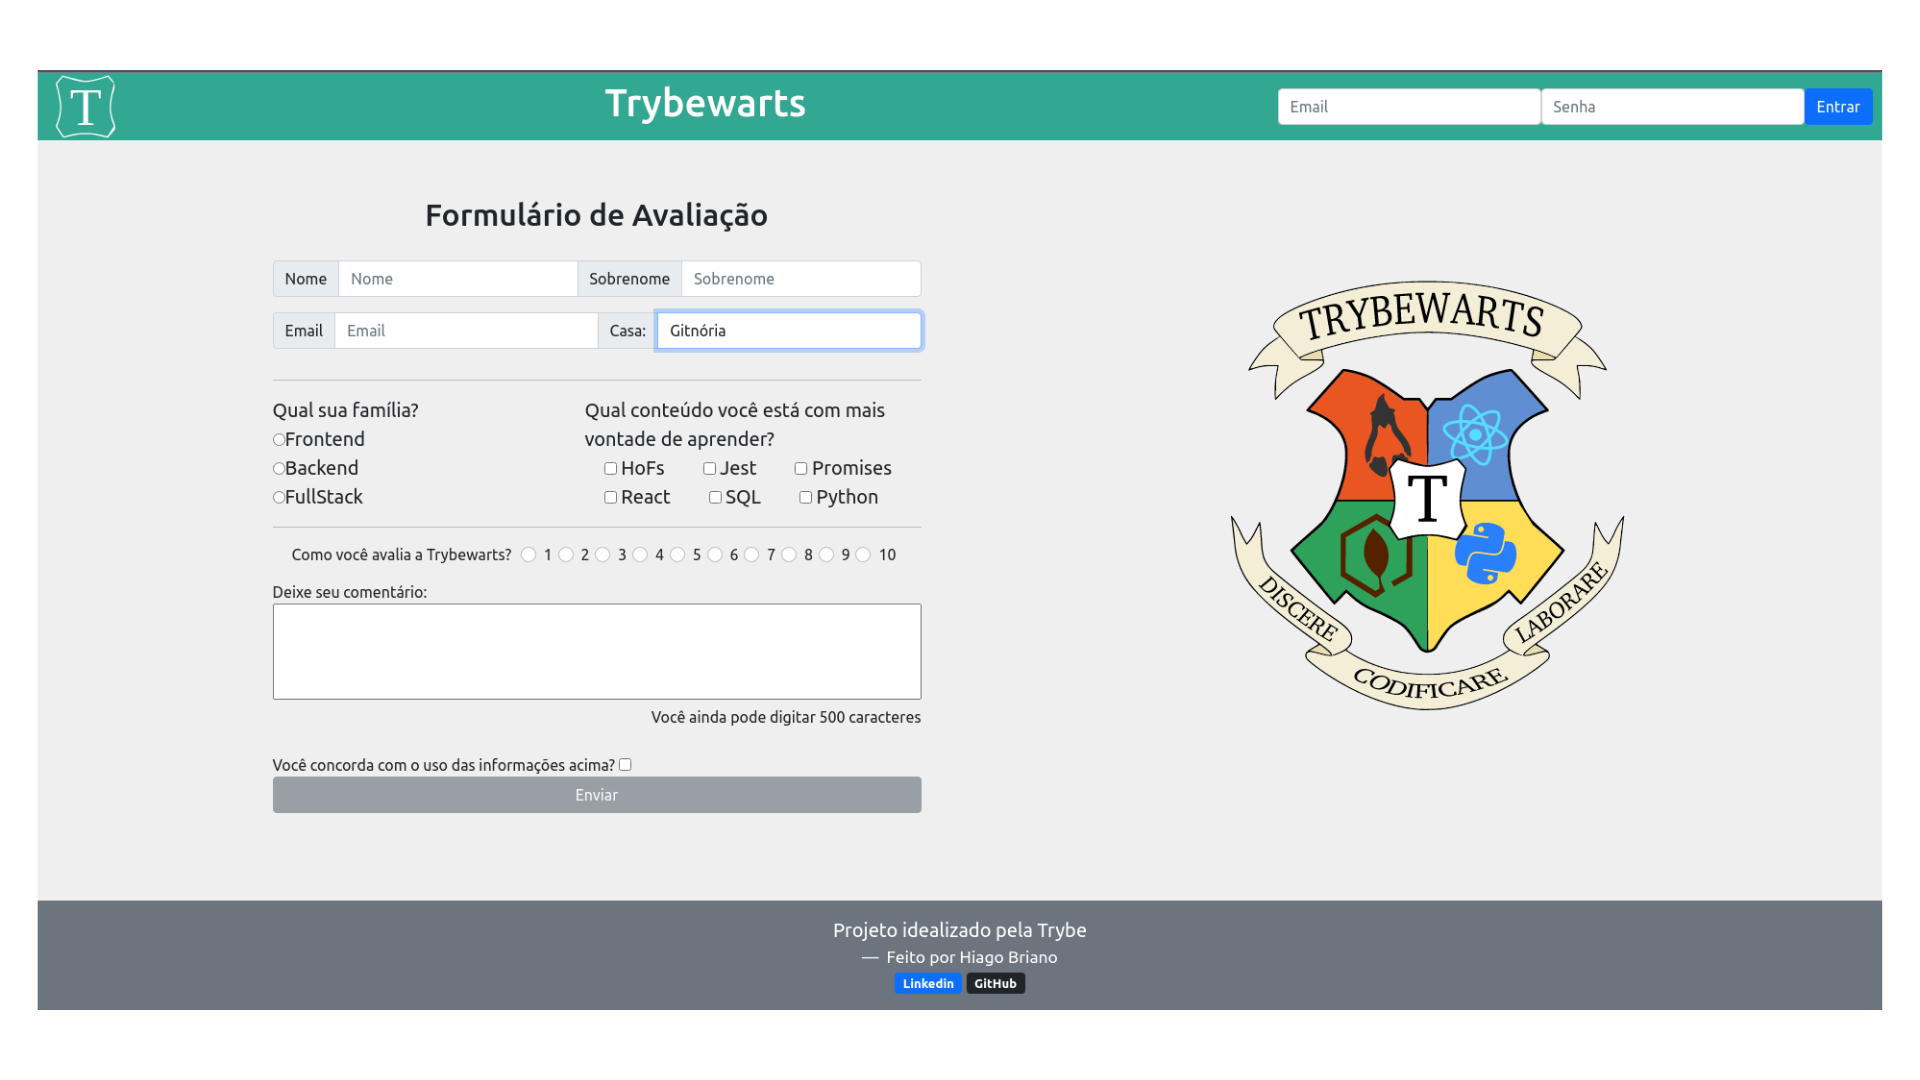 T
Trybewarts
Email Senha Entrar
Formulário de Avaliação
Nome Nome Sobrenome Sobrenome
Email Email Casa: Gitnória
Qual sua família?
Frontend
Backend
FullStack
Qual conteúdo você está com mais
vontade de aprender?
HoFs Jest Promises
React SQL Python
Como você avalia a Trybewarts? 1 2 3 4 5 6 7 8 9 10
Deixe seu comentário:
Você ainda pode digitar 500 caracteres
Você concorda com o uso das informações acima?
Enviar
TRYBEWARTS
T
DISCERE
CODIFICARE
LABORARE
Projeto idealizado pela Trybe
— Feito por Hiago Briano
Linkedin GitHub